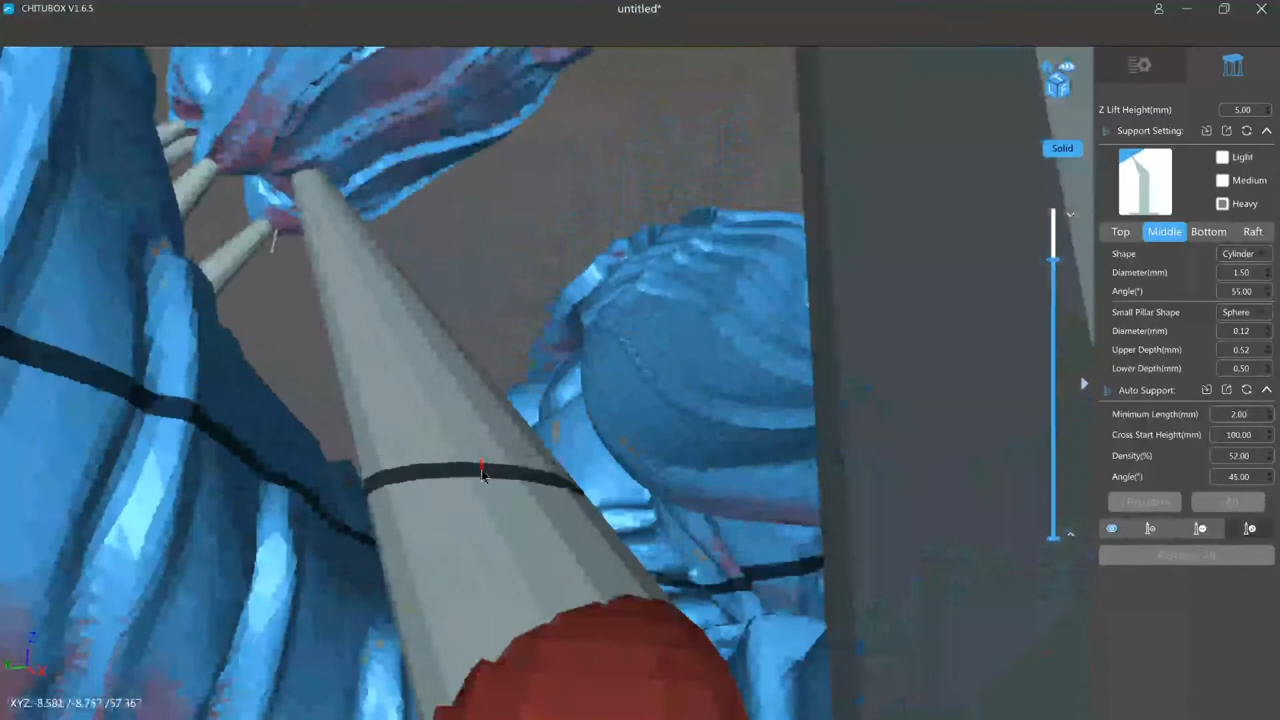 CHITUBOX V1.6.5
untitled*
Z Lift Height(mm) 5.00
Support Setting:
Light
Medium
Heavy
Top Middle Bottom Raft
Shape Cylinder
Diameter(mm) 1.50
Angle(°) 55.00
Small Pillar Shape Sphere
Diameter(mm) 0.12
Upper Depth(mm) 0.52
Lower Depth(mm) 0.50
Auto Support:
Minimum Length(mm) 2.00
Cross Start Height(mm) 100.00
Density(%) 52.00
Angle(°) 45.00
Solid
L F
Z
X